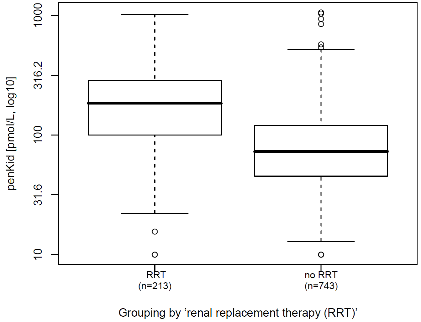 penKid [pmol/L, log10]
1000
316.2
100
31.6
10
RRT
(n=213)
no RRT
(n=743)
Grouping by 'renal replacement therapy (RRT)'